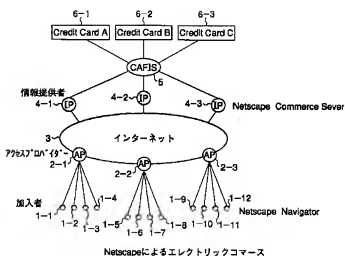 6-1 6-2 6-3
Credit Card A Credit Card B Credit Card C
CAFIS
5
情報提供者
4-1 IP 4-2 IP 4-3 IP Netscape Commerce Sever
3
インターネット
アクセスプロバイダー
2-1 AP 2-2 AP 2-3 AP
加入者
1-1 1-2 1-3 1-4 1-5 1-6 1-7 1-8 1-9 1-10 1-11 1-12 Netscape Navigator
Netscapeによるエレクトリックコマース